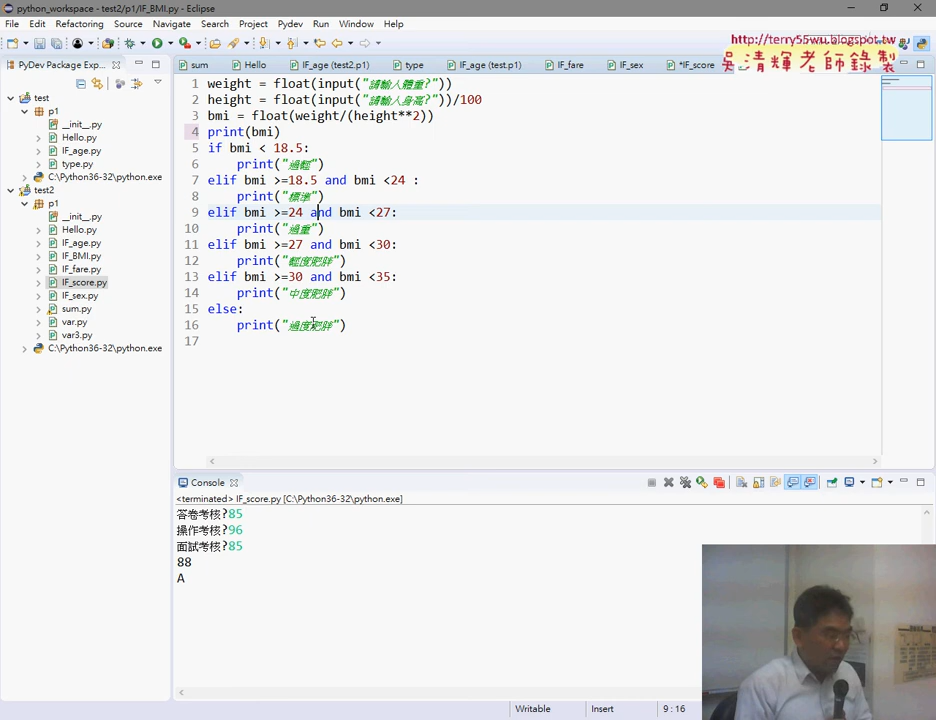 python_workspace - test2/p1/IF_BMI.py - Eclipse
File Edit Refactoring Source Navigate Search Project Pydev Run Window Help
http://terry55wu.blogspot.tw
吳清輝老師錄製
PyDev Package Exp...
sum Hello IF_age (test2.p1) type IF_age (test.p1) IF_fare IF_sex *IF_score
test
p1
__init__.py
Hello.py
IF_age.py
type.py
C:\Python36-32\python.exe
test2
p1
__init__.py
Hello.py
IF_age.py
IF_BMI.py
IF_fare.py
IF_score.py
IF_sex.py
sum.py
var.py
var3.py
C:\Python36-32\python.exe
1 weight = float(input("請輸入體重?"))
2 height = float(input("請輸入身高?"))/100
3 bmi = float(weight/(height**2))
4 print(bmi)
5 if bmi < 18.5:
6 print("過輕")
7 elif bmi >=18.5 and bmi <24 :
8 print("標準")
9 elif bmi >=24 and bmi <27:
10 print("過重")
11 elif bmi >=27 and bmi <30:
12 print("輕度肥胖")
13 elif bmi >=30 and bmi <35:
14 print("中度肥胖")
15 else:
16 print("過度肥胖")
17
Console
<terminated> IF_score.py [C:\Python36-32\python.exe]
答卷考核?85
操作考核?96
面試考核?85
88
A
Writable Insert 9 : 16